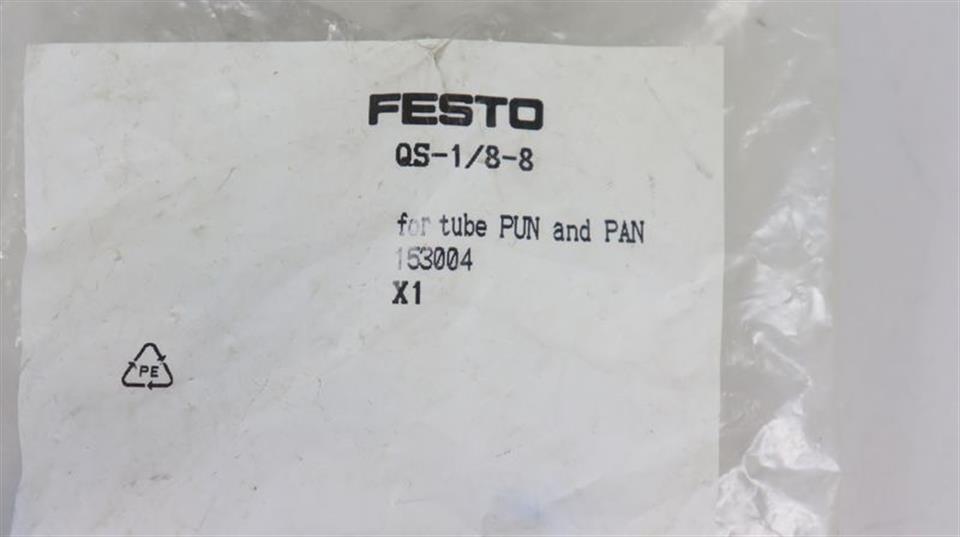 FESTO
QS-1/8-8
for tube PUN and PAN
153004
X1
PE